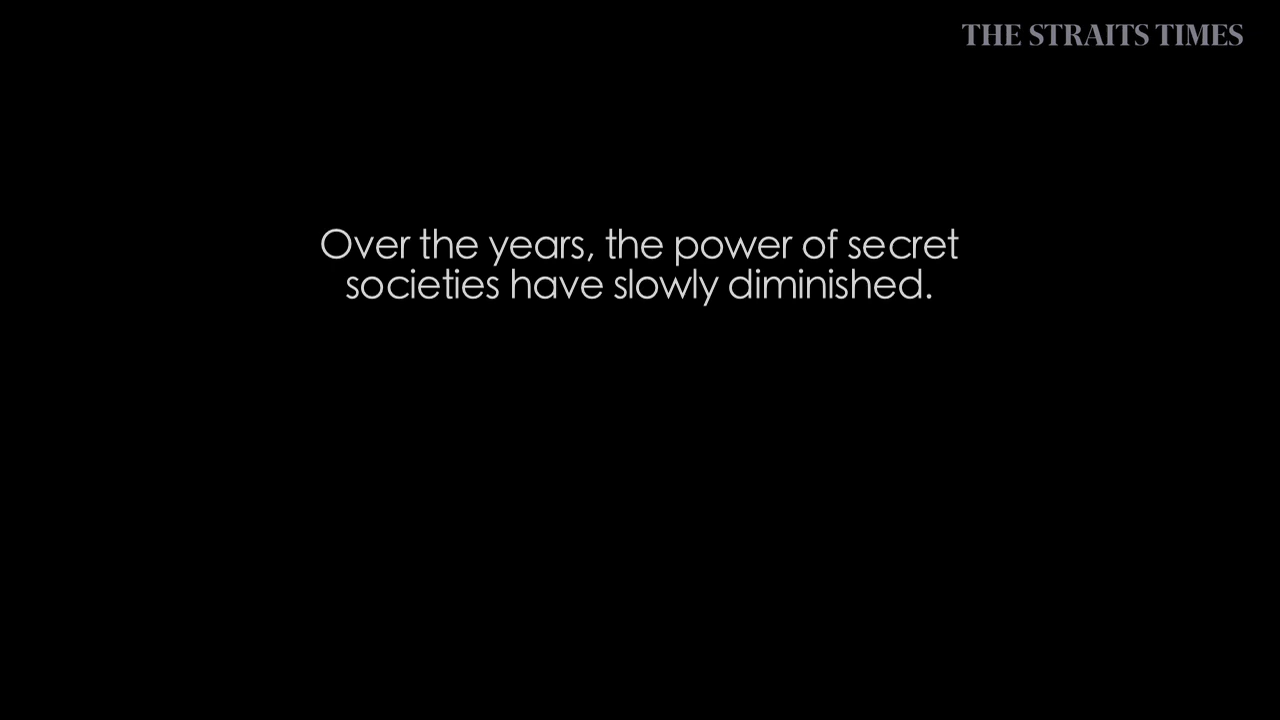 THE STRAITS TIMES
Over the years, the power of secret
societies have slowly diminished.